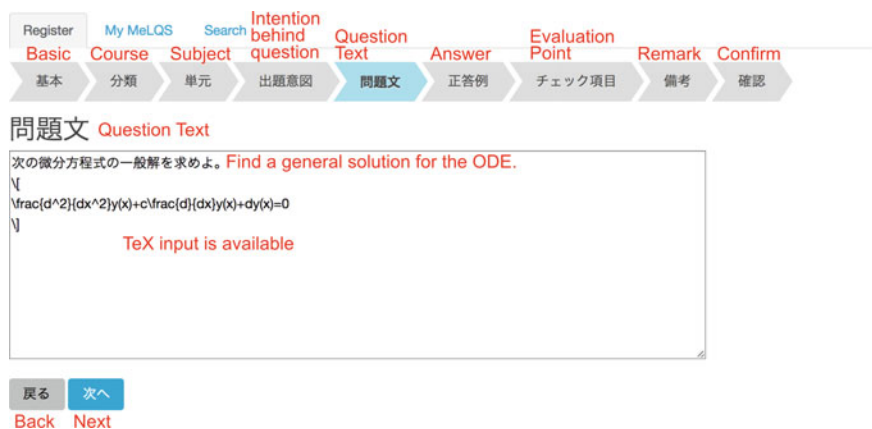 Register My MeLQS Search
Intention behind question
Basic Course Subject Question Text Answer Evaluation Point Remark Confirm
基本 分類 単元 出題意図 問題文 正答例 チェック項目 備考 確認
問題文 Question Text
次の微分方程式の一般解を求めよ。 Find a general solution for the ODE.
\[
\frac{d^2}{dx^2}y(x)+c\frac{d}{dx}y(x)+dy(x)=0
\]
TeX input is available
戻る 次へ
Back Next